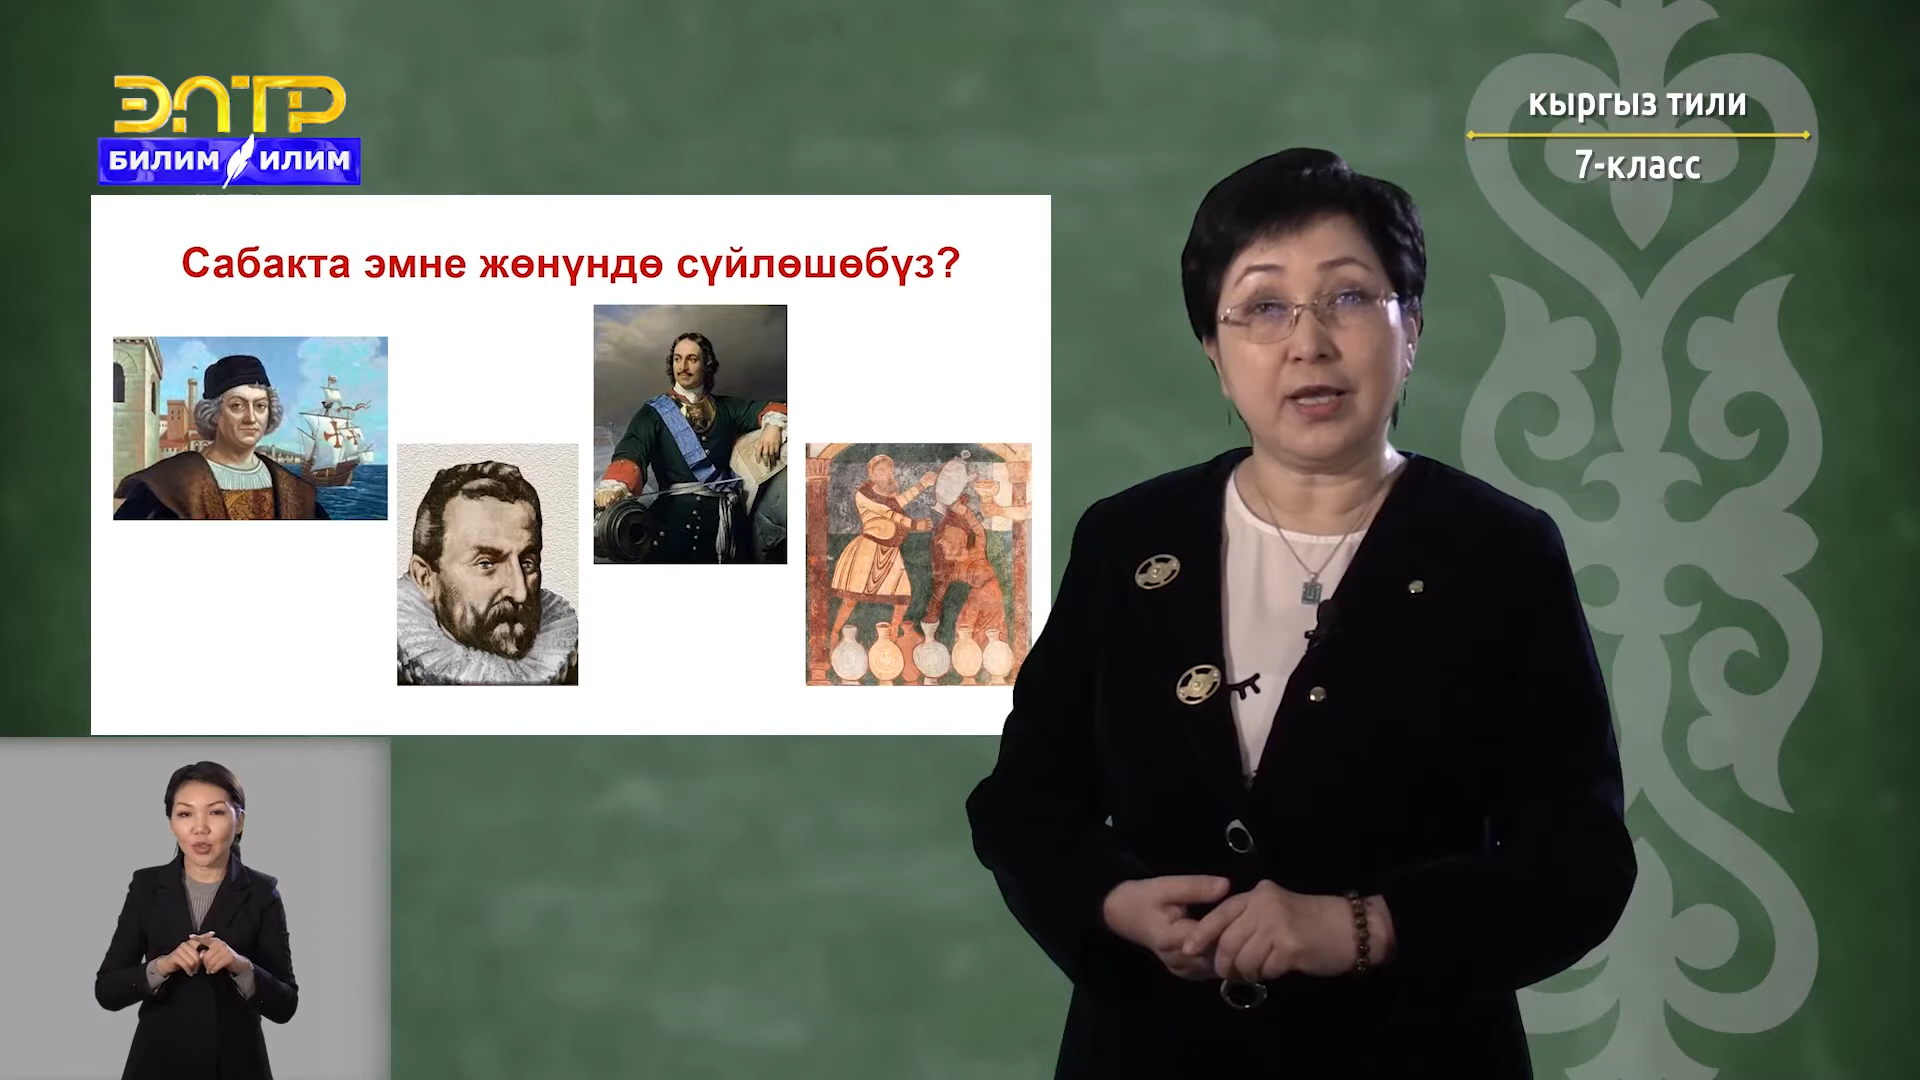 ЭЛТР
БИЛИМ ИЛИМ
кыргыз тили
7-класс
Сабакта эмне жөнүндө сүйлөшөбүз?